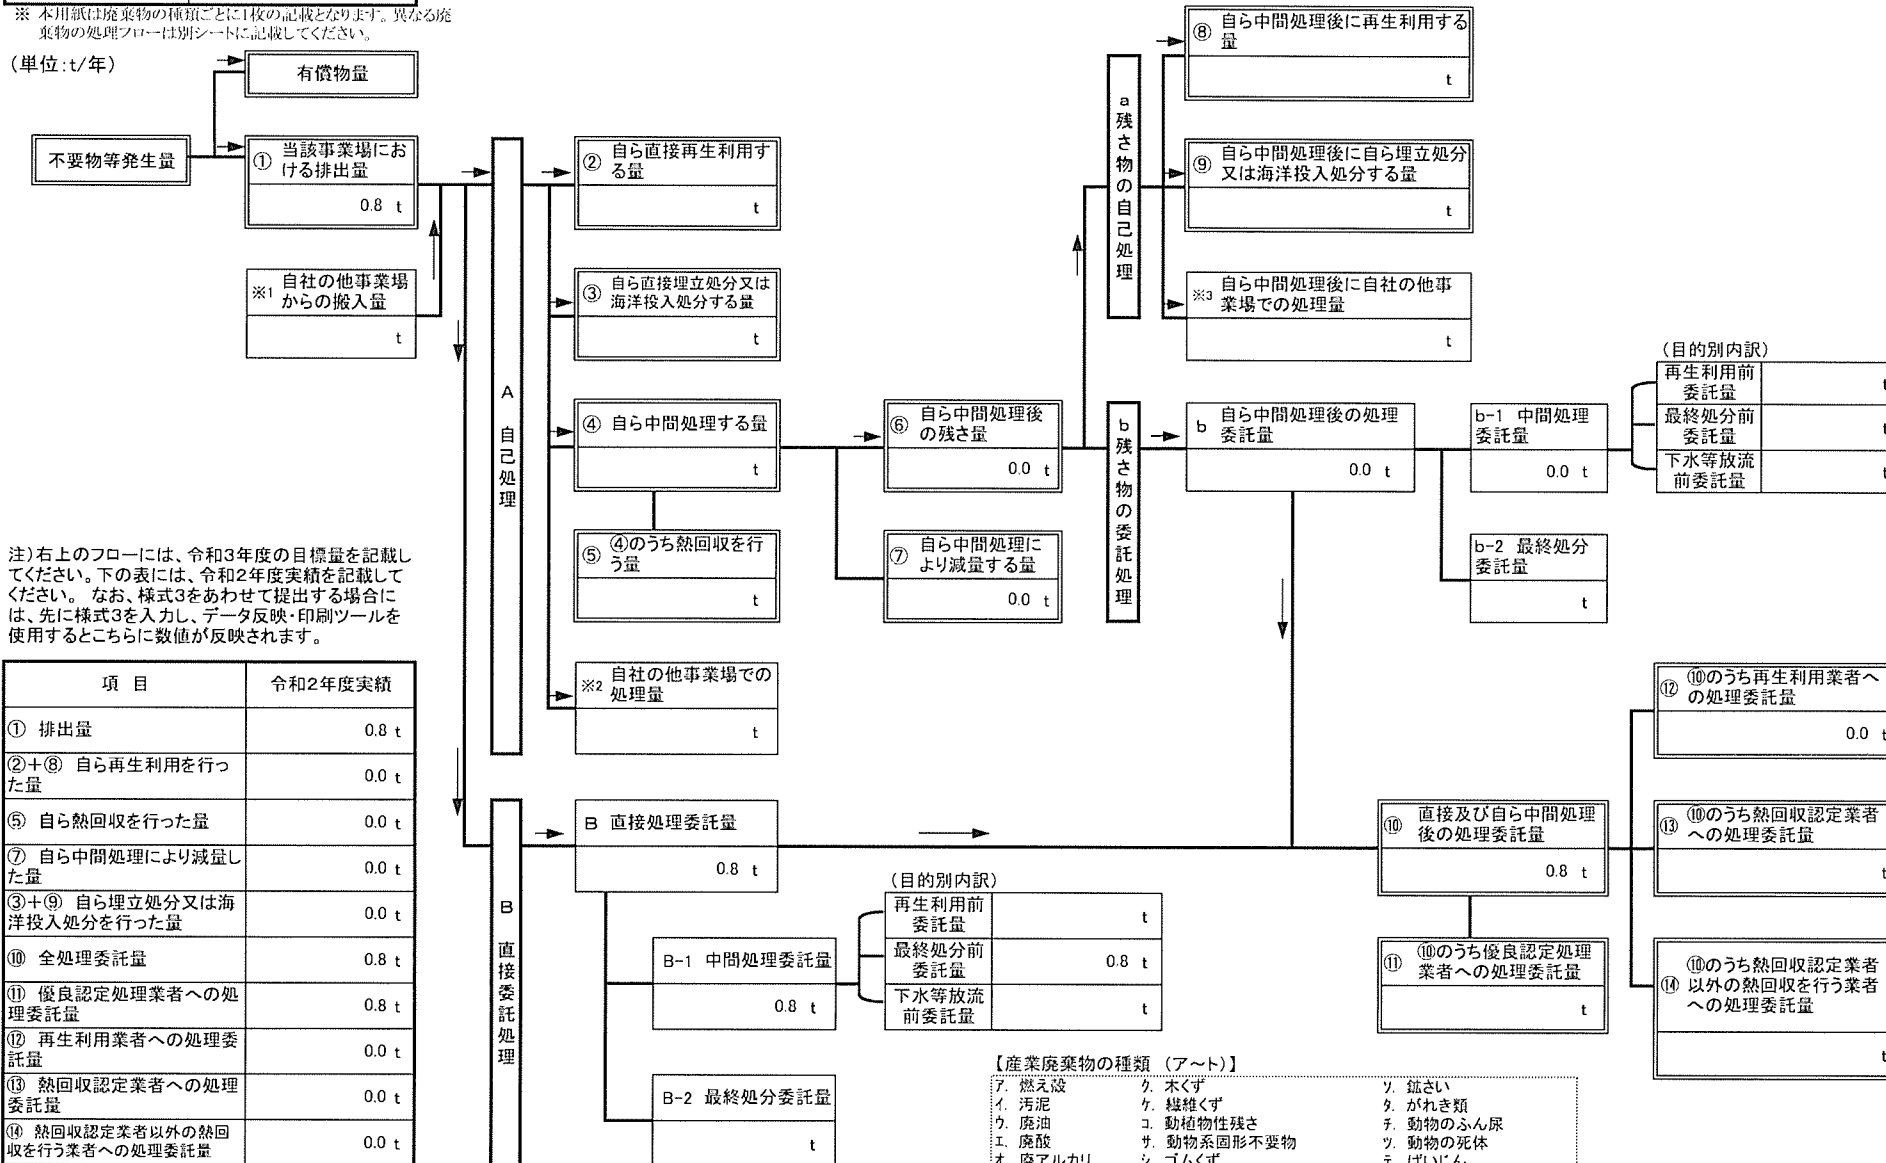 ※ 本用紙は廃棄物の種類ごとに1枚の記載となります。異なる廃
棄物の処理フローは別シートに記載してください。
(単位:t/年)
有償物量
不要物等発生量
① 当該事業場にお
ける排出量
0.8 t
※1 自社の他事業場
からの搬入量
t
A 自己処理
② 自ら直接再生利用す
る量
t
③ 自ら直接埋立処分又は
海洋投入処分する量
t
④ 自ら中間処理する量
t
⑤ ④のうち熱回収を行
う量
t
※2 自社の他事業場での
処理量
t
⑥ 自ら中間処理後
の残さ量
0.0 t
⑦ 自ら中間処理に
より減量する量
0.0 t
a残さ物の自己処理
⑧ 自ら中間処理後に再生利用する
量
t
⑨ 自ら中間処理後に自ら埋立処分
又は海洋投入処分する量
t
※3 自ら中間処理後に自社の他事
業場での処理量
t
b残さ物の委託処理
b 自ら中間処理後の処理
委託量
0.0 t
b-1 中間処理
委託量
0.0 t
b-2 最終処分
委託量
t
(目的別内訳)
再生利用前
委託量
t
最終処分前
委託量
t
下水等放流
前委託量
t
注)右上のフローには、令和3年度の目標量を記載し
てください。下の表には、令和2年度実績を記載して
ください。 なお、様式3をあわせて提出する場合に
は、先に様式3を入力し、データ反映・印刷ツールを
使用するとこちらに数値が反映されます。
項 目 令和2年度実績
① 排出量 0.8 t
②+⑧ 自ら再生利用を行っ
た量 0.0 t
⑤ 自ら熱回収を行った量 0.0 t
⑦ 自ら中間処理により減量し
た量 0.0 t
③+⑨ 自ら埋立処分又は海
洋投入処分を行った量 0.0 t
⑩ 全処理委託量 0.8 t
⑪ 優良認定処理業者への処
理委託量 0.8 t
⑫ 再生利用業者への処理委
託量 0.0 t
⑬ 熱回収認定業者への処理
委託量 0.0 t
⑭ 熱回収認定業者以外の熱回
収を行う業者への処理委託量 0.0 t
B 直接委託処理
B 直接処理委託量
0.8 t
B-1 中間処理委託量
0.8 t
B-2 最終処分委託量
t
(目的別内訳)
再生利用前
委託量
t
最終処分前
委託量
0.8 t
下水等放流
前委託量
t
⑩ 直接及び自ら中間処理
後の処理委託量
0.8 t
⑪ ⑩のうち優良認定処理
業者への処理委託量
t
⑫ ⑩のうち再生利用業者へ
の処理委託量
0.0 t
⑬ ⑩のうち熱回収認定業者
への処理委託量
t
⑭ ⑩のうち熱回収認定業者
以外の熱回収を行う業者
への処理委託量
t
【産業廃棄物の種類 (ア~ト)】
ア. 燃え殻 ク. 木くず ソ. 鉱さい
イ. 汚泥 ケ. 繊維くず タ. がれき類
ウ. 廃油 コ. 動植物性残さ チ. 動物のふん尿
エ. 廃酸 サ. 動物系固形不要物 ツ. 動物の死体
オ. 廃アルカリ シ. ゴムくず テ. ばいじん